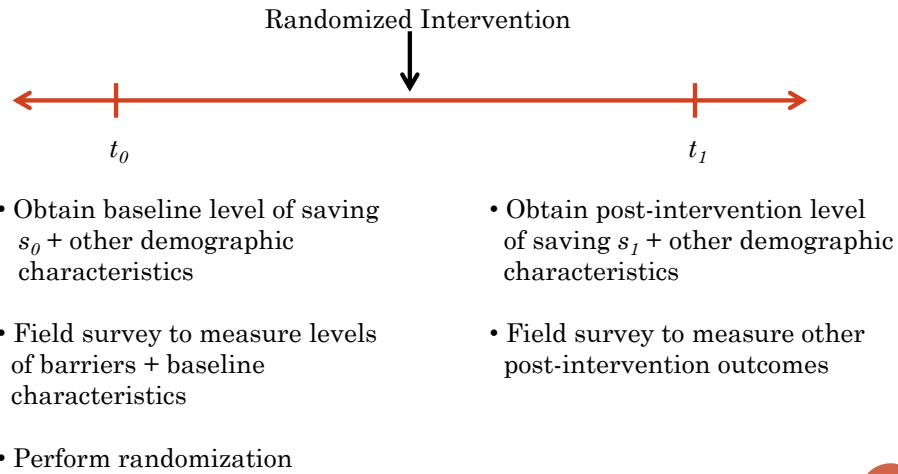 Randomized Intervention
t0
t1
• Obtain baseline level of saving
s0 + other demographic
characteristics
• Field survey to measure levels
of barriers + baseline
characteristics
• Perform randomization
• Obtain post-intervention level
of saving s1 + other demographic
characteristics
• Field survey to measure other
post-intervention outcomes